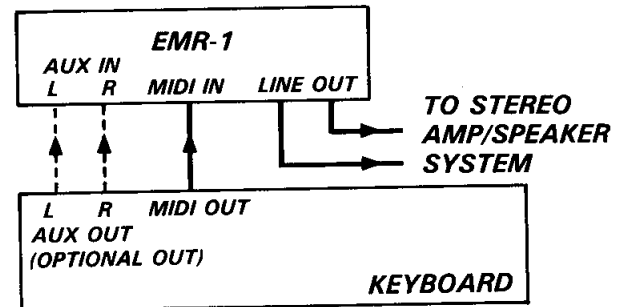 EMR-1
AUX IN
L R MIDI IN LINE OUT
TO STEREO
AMP/SPEAKER
SYSTEM
L R MIDI OUT
AUX OUT
(OPTIONAL OUT)
KEYBOARD